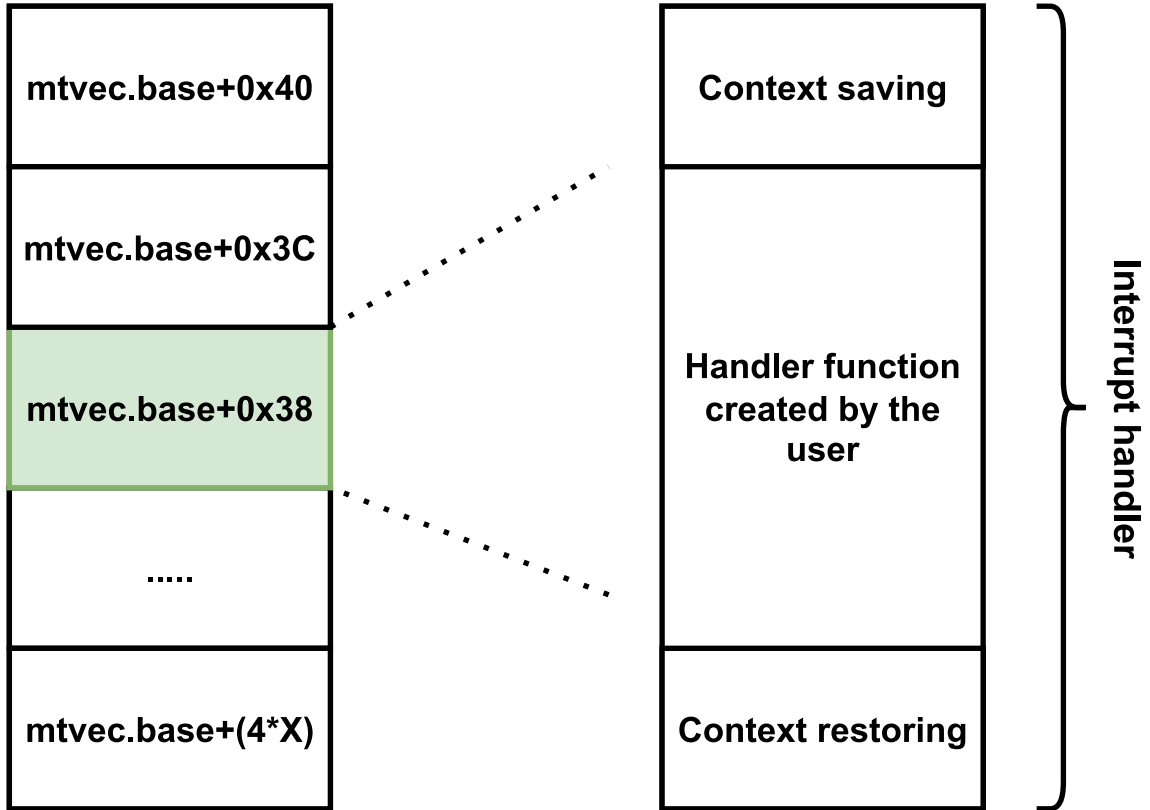 mtvec.base+0x40
mtvec.base+0x3C
mtvec.base+0x38
.....
mtvec.base+(4*X)
Context saving
Handler function
created by the
user
Context restoring
Interrupt handler